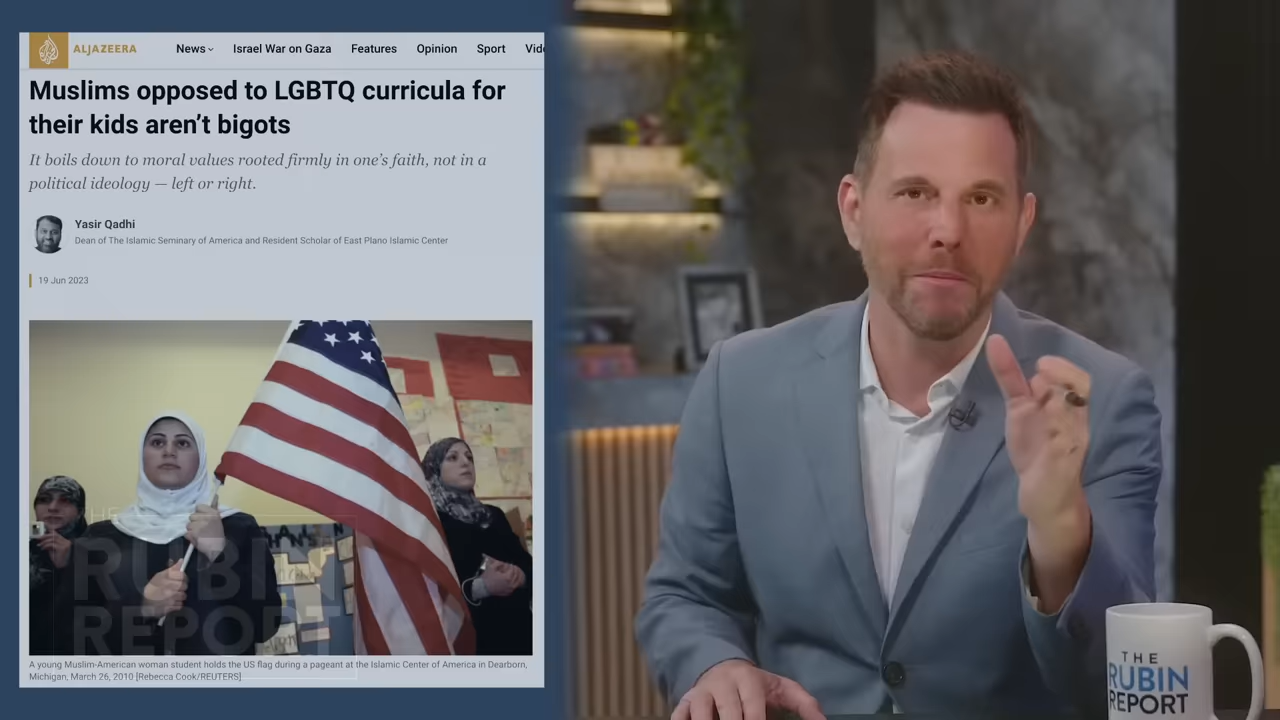 ALJAZEERA
News Israel War on Gaza Features Opinion Sport Vide
Muslims opposed to LGBTQ curricula for
their kids aren’t bigots
It boils down to moral values rooted firmly in one’s faith, not in a
political ideology — left or right.
Yasir Qadhi
Dean of The Islamic Seminary of America and Resident Scholar of East Plano Islamic Center
19 Jun 2023
THE
RUBIN
REPORT
A young Muslim-American woman student holds the US flag during a pageant at the Islamic Center of America in Dearborn,
Michigan, March 26, 2010 [Rebecca Cook/REUTERS]
THE
RUBIN
REPORT